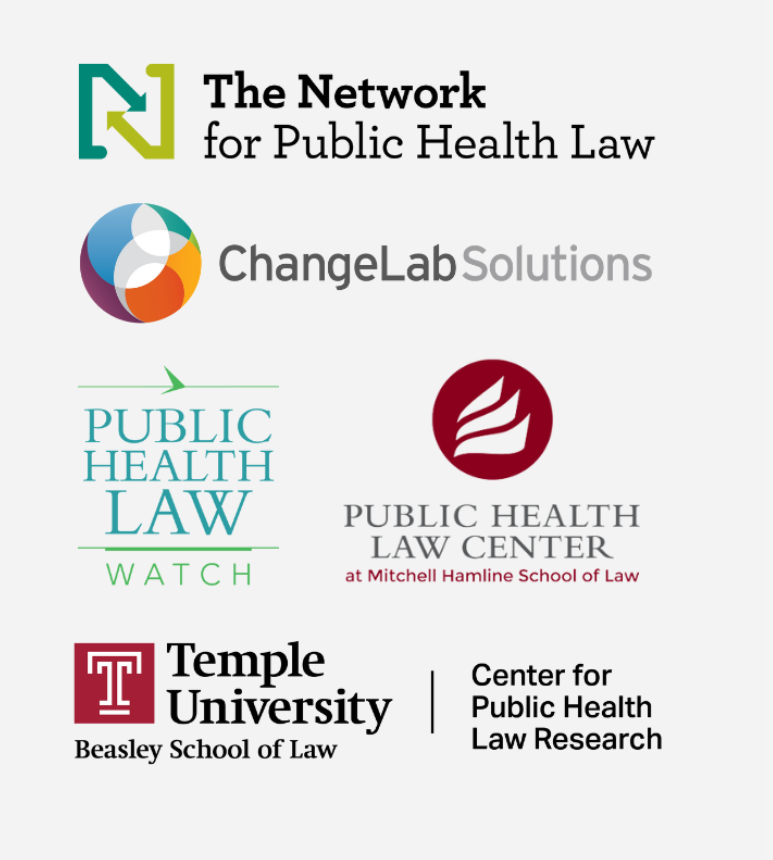 The Network
for Public Health Law
ChangeLab Solutions
PUBLIC
HEALTH
LAW
WATCH
PUBLIC HEALTH
LAW CENTER
at Mitchell Hamline School of Law
T
Temple
University
Beasley School of Law
Center for
Public Health
Law Research